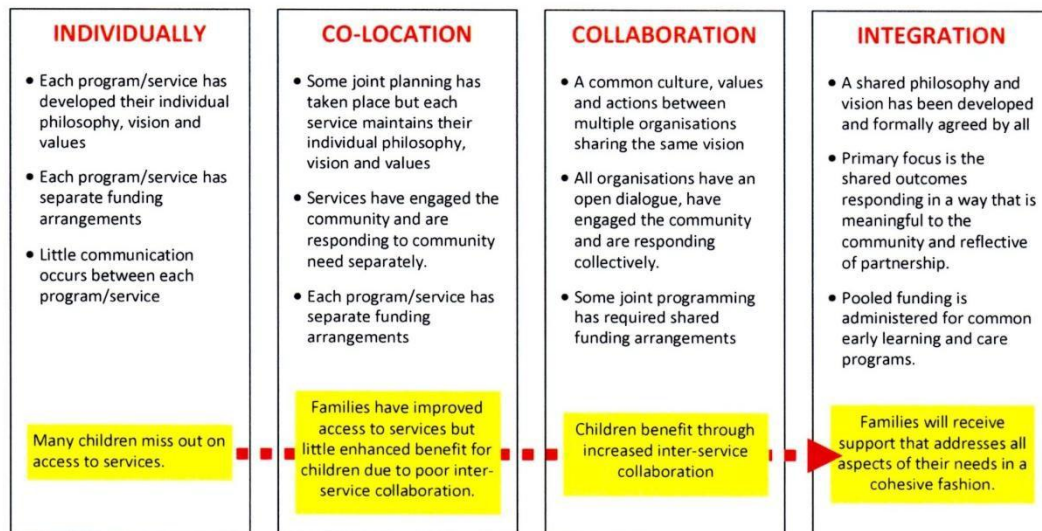 INDIVIDUALLY
• Each program/service has
developed their individual
philosophy, vision and
values
• Each program/service has
separate funding
arrangements
• Little communication
occurs between each
program/service
Many children miss out on
access to services.
CO-LOCATION
• Some joint planning has
taken place but each
service maintains their
individual philosophy,
vision and values
• Services have engaged the
community and are
responding to community
need separately.
• Each program/service has
separate funding
arrangements
Families have improved
access to services but
little enhanced benefit for
children due to poor inter-
service collaboration.
COLLABORATION
• A common culture, values
and actions between
multiple organisations
sharing the same vision
• All organisations have an
open dialogue, have
engaged the community
and are responding
collectively.
• Some joint programming
has required shared
funding arrangements
Children benefit through
increased inter-service
collaboration
INTEGRATION
• A shared philosophy and
vision has been developed
and formally agreed by all
• Primary focus is the
shared outcomes
responding in a way that is
meaningful to the
community and reflective
of partnership.
• Pooled funding is
administered for common
early learning and care
programs.
Families will receive
support that addresses all
aspects of their needs in a
cohesive fashion.